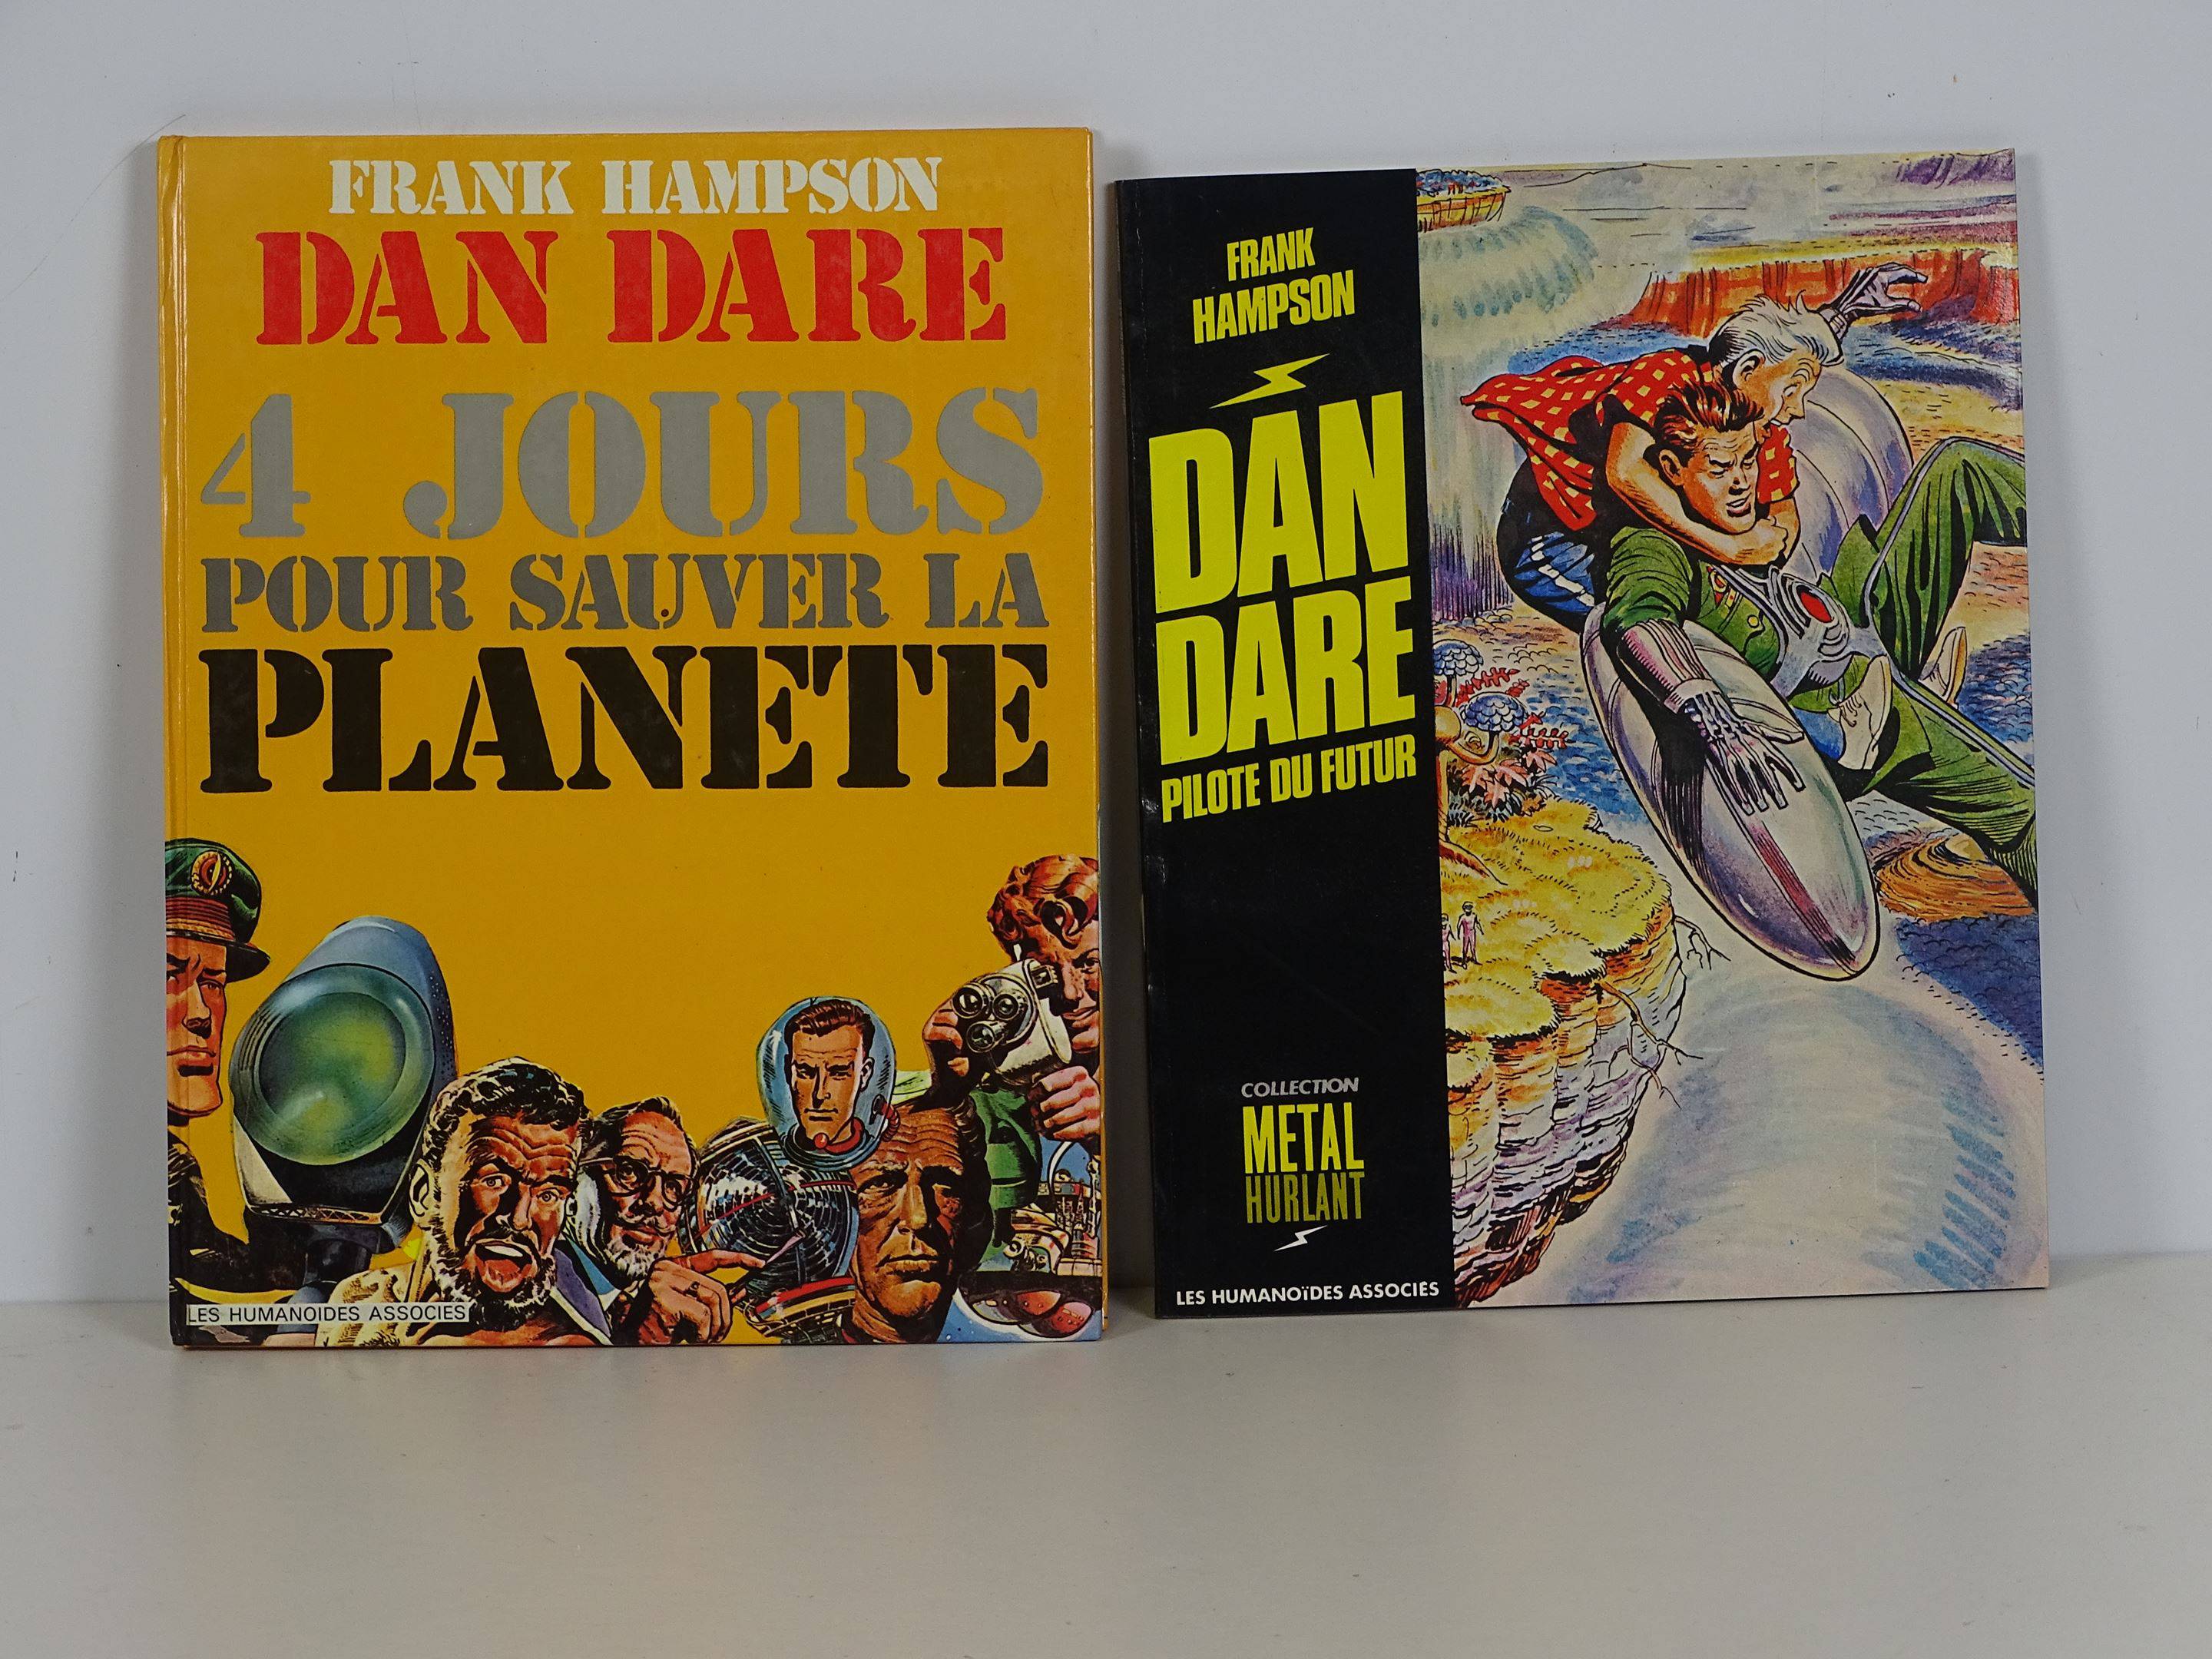 FRANK HAMPSON
DAN DARE
4 JOURS
POUR SAUVER LA
PLANETE
LES HUMANOIDES ASSOCIES
FRANK
HAMPSON
DAN
DARE
PILOTE DU FUTUR
COLLECTION
METAL
HURLANT
LES HUMANOÏDES ASSOCIÉS